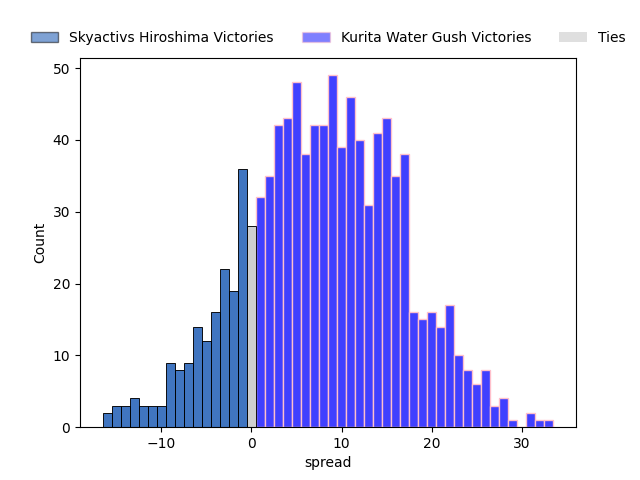 Skyactivs Hiroshima Victories Kurita Water Gush Victories Ties
50
40
30
20
10
0
Count
−10 0 10 20 30
spread